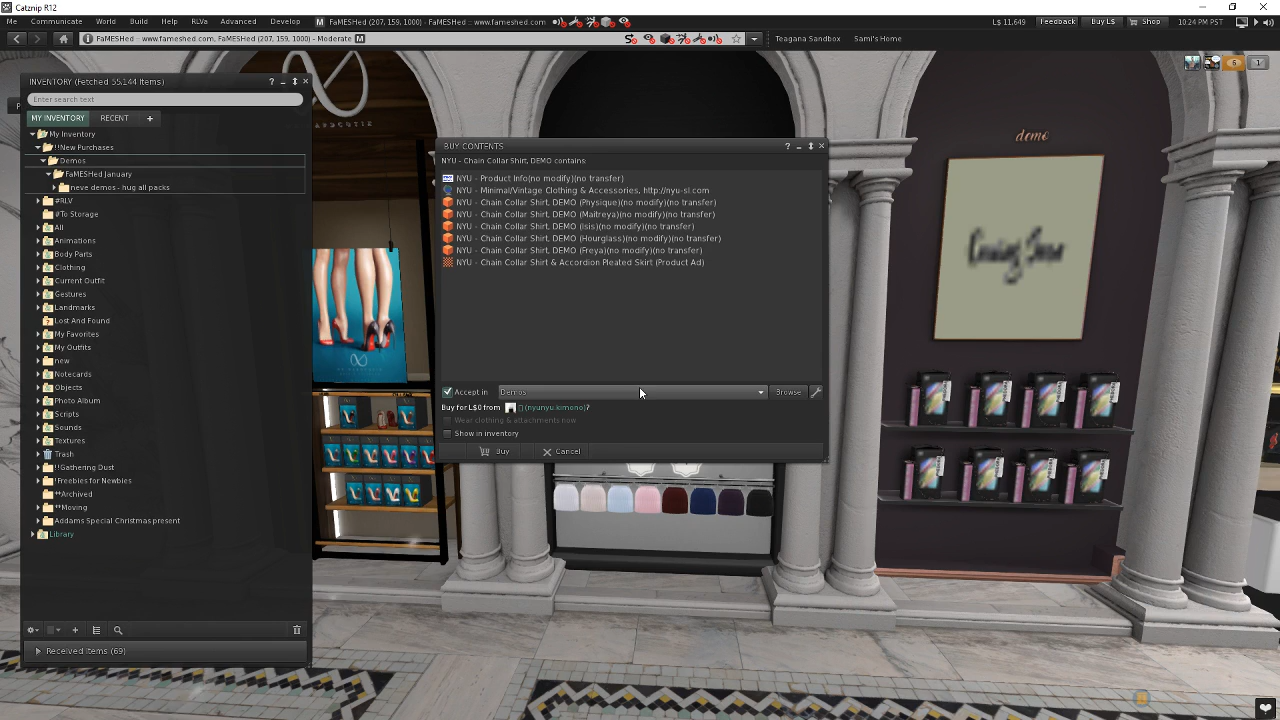 Catznip R12
Me Communicate World Build Help RLVa Advanced Develop M FaMESHed (207, 159, 1000) - FaMESHed :: www.fameshed.com L$ 11,649 Feedback Buy L$ Shop 10:24 PM PST
FaMESHed :: www.fameshed.com, FaMESHed (207, 159, 1000) - Moderate M Teagana Sandbox Sami's Home
6 1
INVENTORY (Fetched 55,144 Items) ?
Enter search text
MY INVENTORY RECENT +
My Inventory
!!New Purchases
Demos
FaMESHed January
neve demos - hug all packs
#RLV
#To Storage
Ali
Animations
Body Parts
Clothing
Current Outfit
Gestures
Landmarks
Lost And Found
My Favorites
My Outfits
new
Notecards
Objects
Photo Album
Scripts
Sounds
Textures
Trash
!!Gathering Dust
!Freebies for Newbies
**Archived
**Moving
Addams Special Christmas present
Library
Received Items (69)
BUY CONTENTS ?
NYU - Chain Collar Shirt, DEMO contains:
NYU - Product Info(no modify)(no transfer)
NYU - Minimal/Vintage Clothing & Accessories, http://nyu-sl.com
NYU - Chain Collar Shirt, DEMO (Physique)(no modify)(no transfer)
NYU - Chain Collar Shirt, DEMO (Maitreya)(no modify)(no transfer)
NYU - Chain Collar Shirt, DEMO (Isis)(no modify)(no transfer)
NYU - Chain Collar Shirt, DEMO (Hourglass)(no modify)(no transfer)
NYU - Chain Collar Shirt, DEMO (Freya)(no modify)(no transfer)
NYU - Chain Collar Shirt & Accordion Pleated Skirt (Product Ad)
Accept in Demos Browse
Buy for L$0 from (nyunyu.kimono)?
Wear clothing & attachments now
Show in inventory
Buy Cancel
demo
Coming Soon